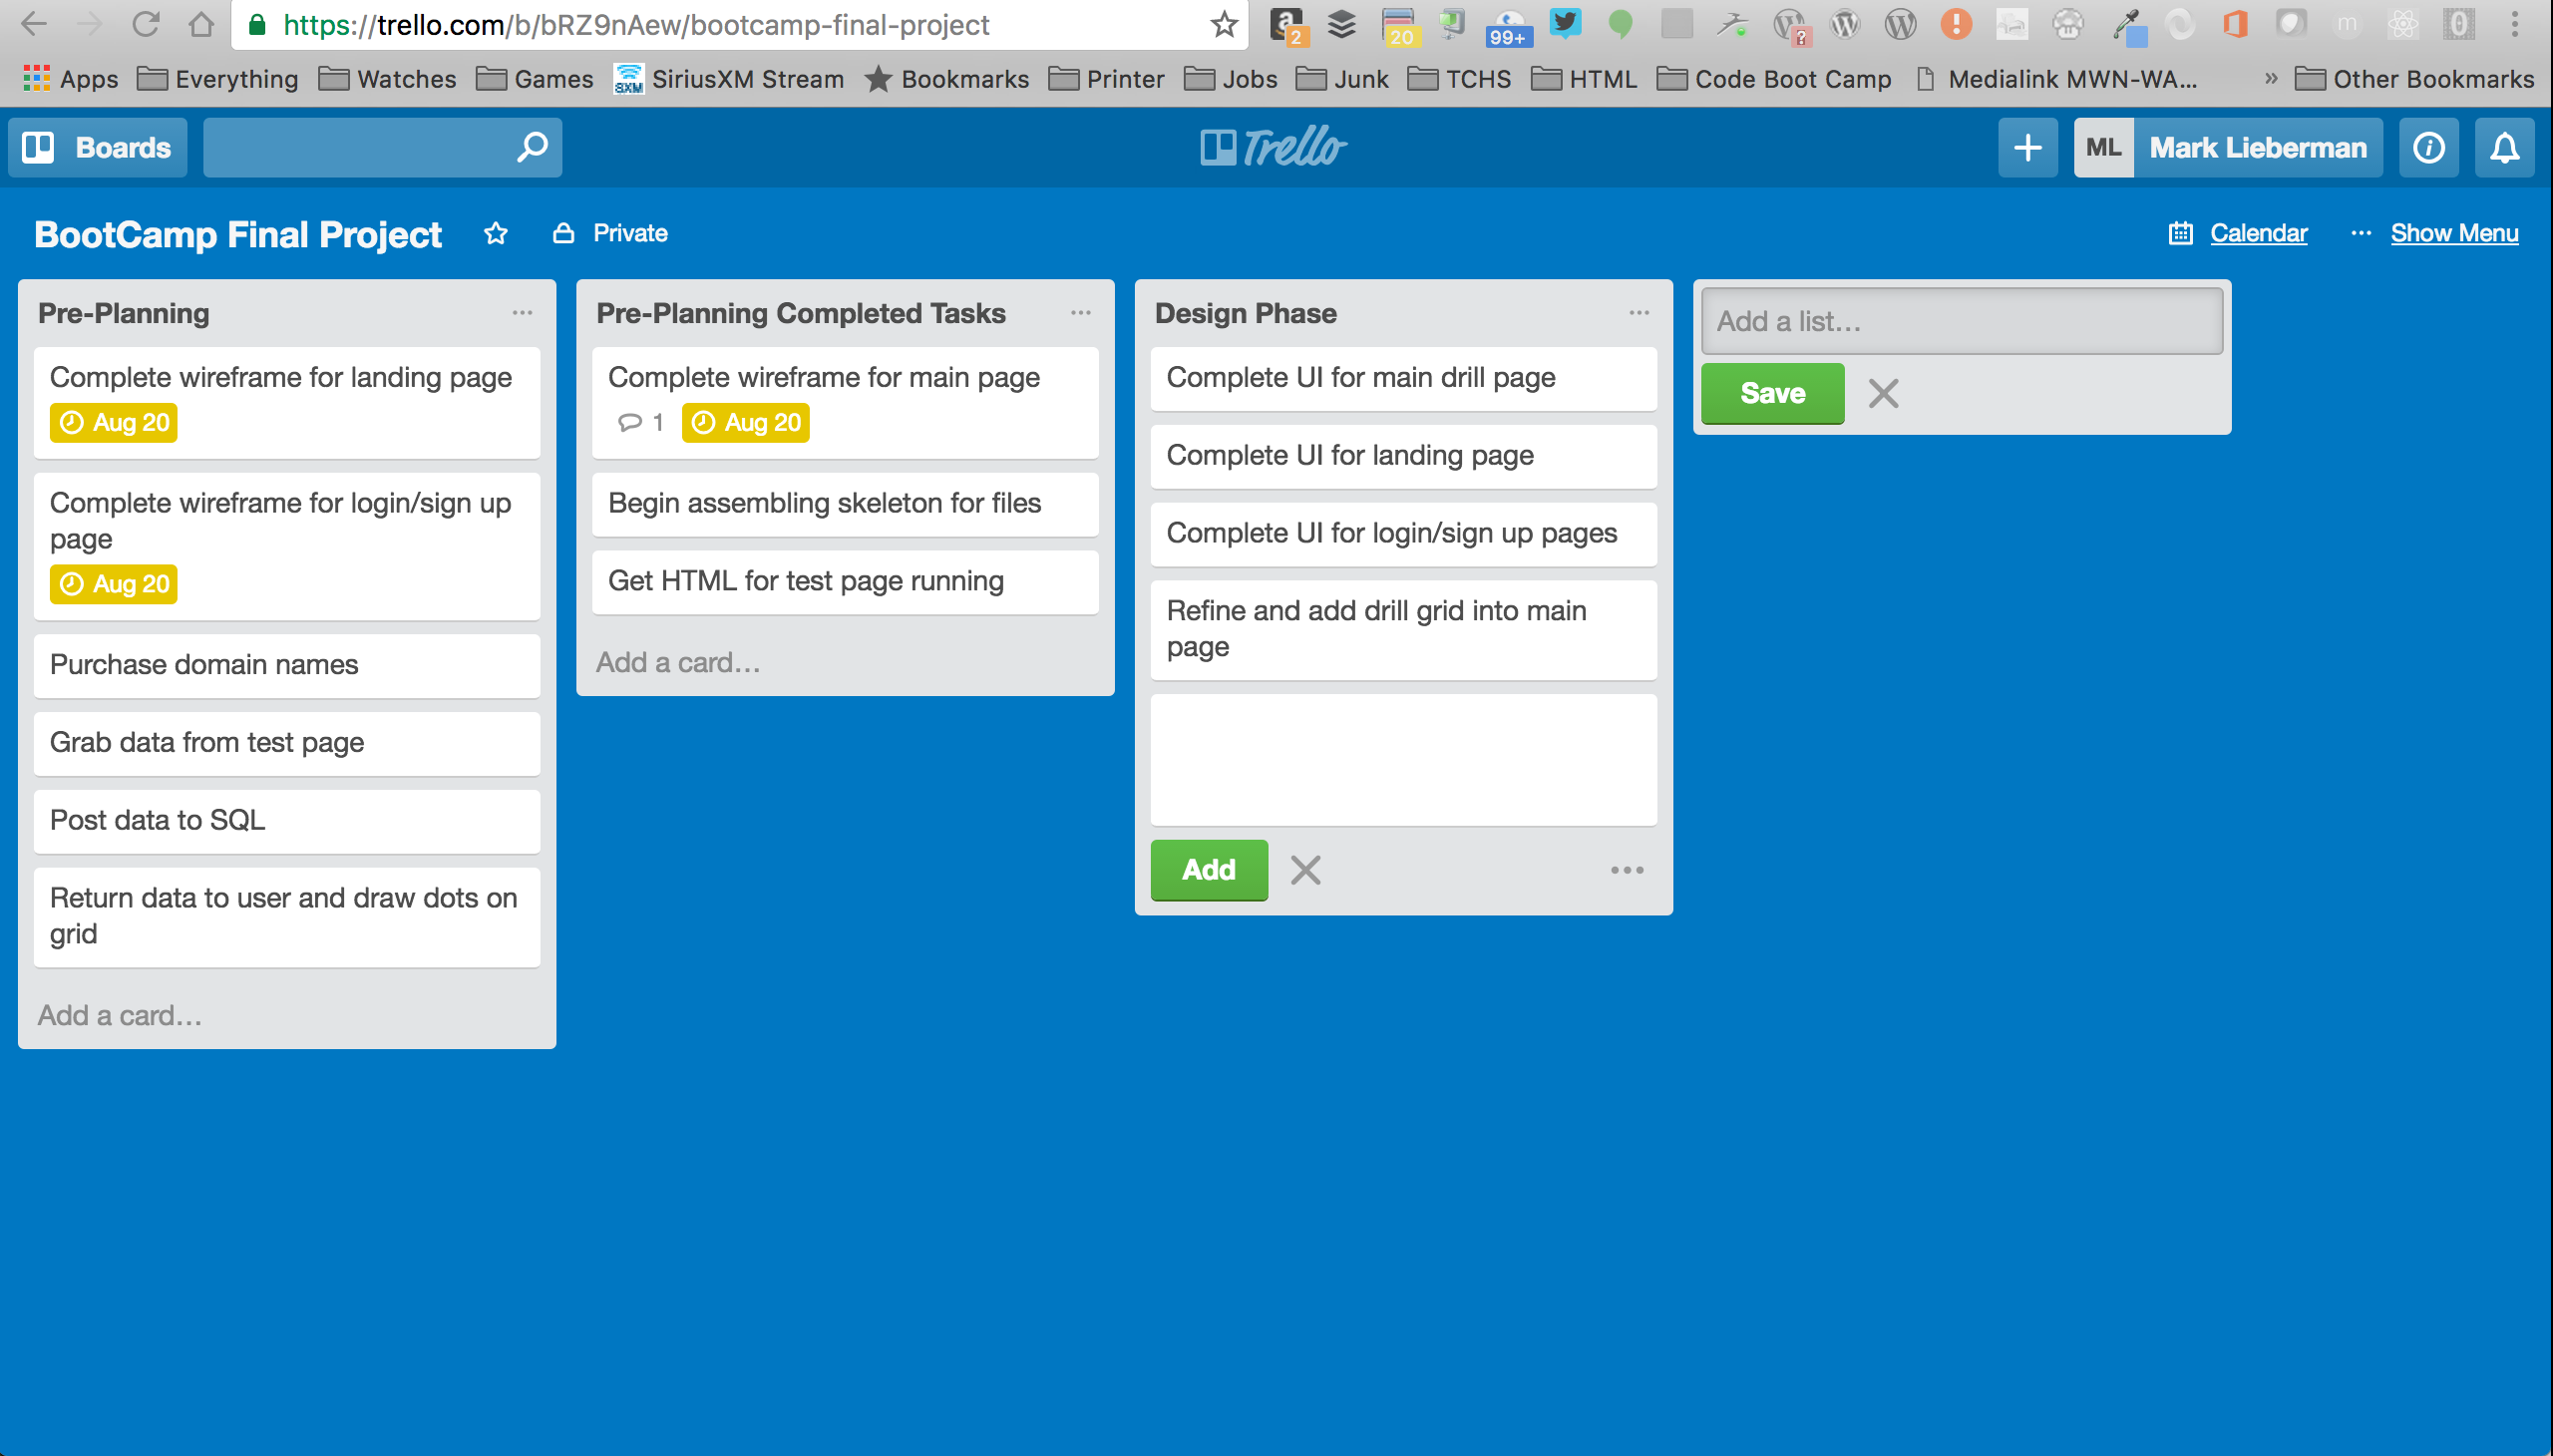 https://trello.com/b/bRZ9nAew/bootcamp-final-project
2
20
99+
?
m
0
Apps Everything Watches Games SiriusXM Stream Bookmarks Printer Jobs Junk TCHS HTML Code Boot Camp Medialink MWN-WA... » Other Bookmarks
Boards
Trello
ML Mark Lieberman
BootCamp Final Project Private
Calendar ... Show Menu
Pre-Planning
Complete wireframe for landing page
Aug 20
Complete wireframe for login/sign up
page
Aug 20
Purchase domain names
Grab data from test page
Post data to SQL
Return data to user and draw dots on
grid
Add a card...
Pre-Planning Completed Tasks
Complete wireframe for main page
1 Aug 20
Begin assembling skeleton for files
Get HTML for test page running
Add a card...
Design Phase
Complete UI for main drill page
Complete UI for landing page
Complete UI for login/sign up pages
Refine and add drill grid into main
page
Add
Add a list...
Save